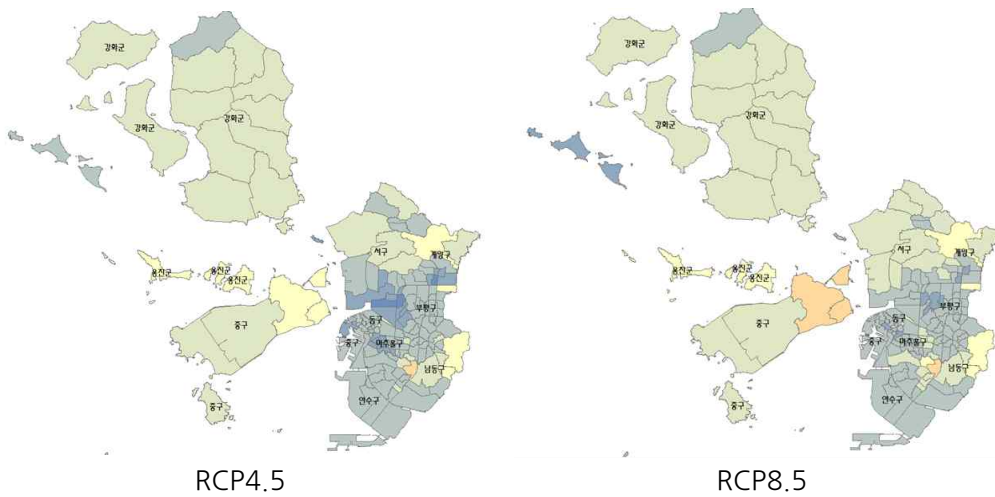 강화군
강화군
강화군
서구
계양구
옹진군
옹진군
옹진군
부평구
중구
동구
중구
미추홀구
남동구
연수구
중구
RCP4.5
강화군
강화군
강화군
서구
계양구
옹진군
옹진군
옹진군
부평구
중구
동구
중구
미추홀구
남동구
연수구
중구
RCP8.5